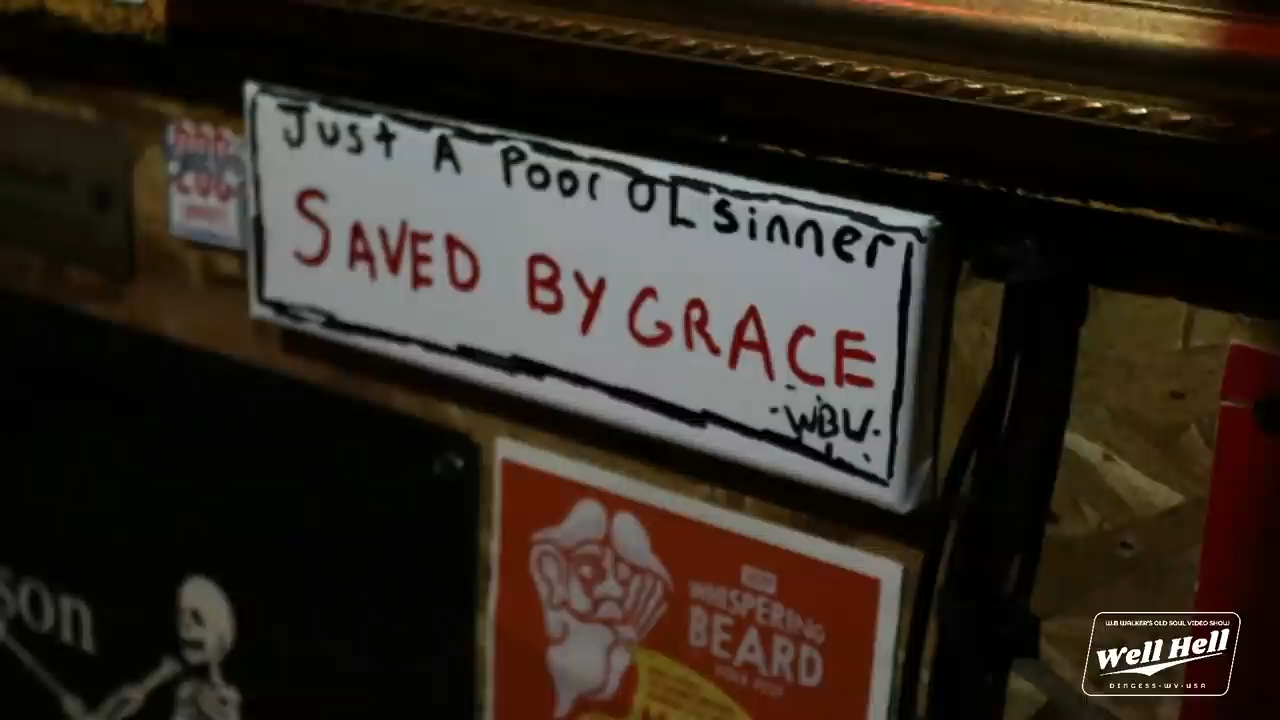 Just A Poor OL sinner
SAVED BY GRACE
-WBW-
son
WHISPERING
BEARD
W.B. WALKER'S OLD SOUL VIDEO SHOW
Well Hell
DINGESS-WV-USA